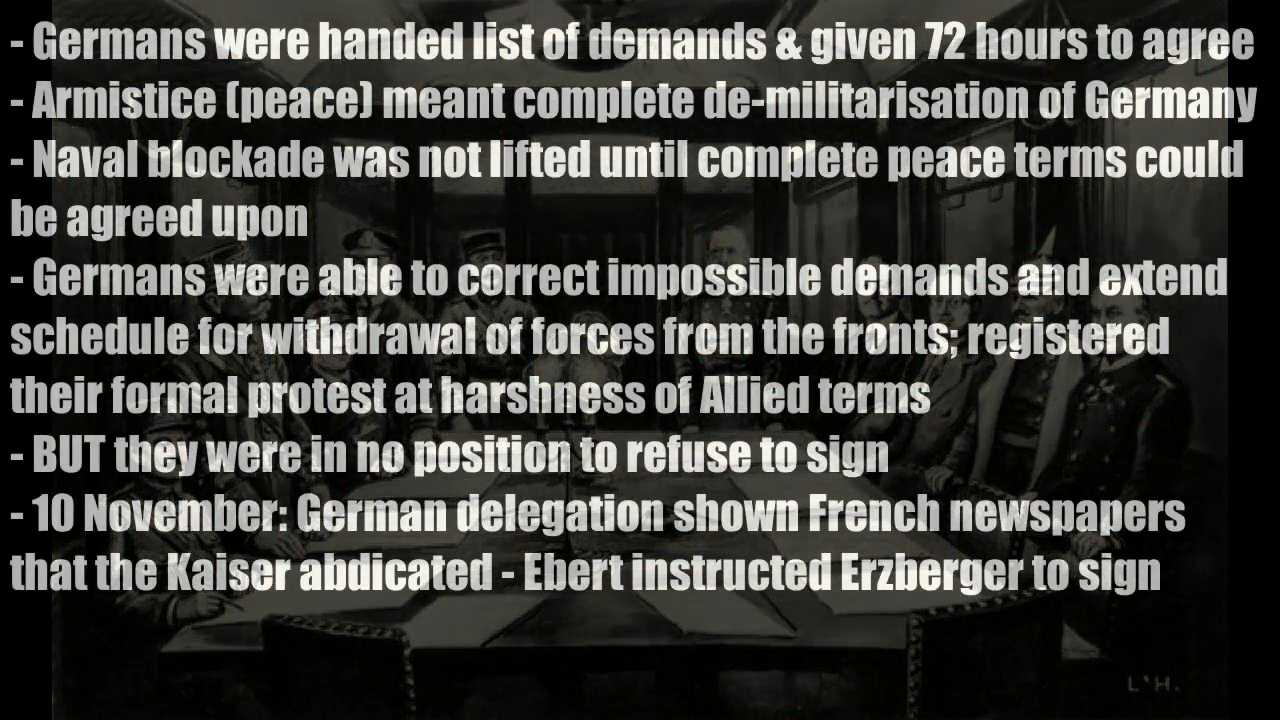 - Germans were handed list of demands & given 72 hours to agree
- Armistice (peace) meant complete de-militarisation of Germany
- Naval blockade was not lifted until complete peace terms could
be agreed upon
- Germans were able to correct impossible demands and extend
schedule for withdrawal of forces from the fronts; registered
their formal protest at harshness of Allied terms
- BUT they were in no position to refuse to sign
- 10 November: German delegation shown French newspapers
that the Kaiser abdicated - Ebert instructed Erzberger to sign
L'H.